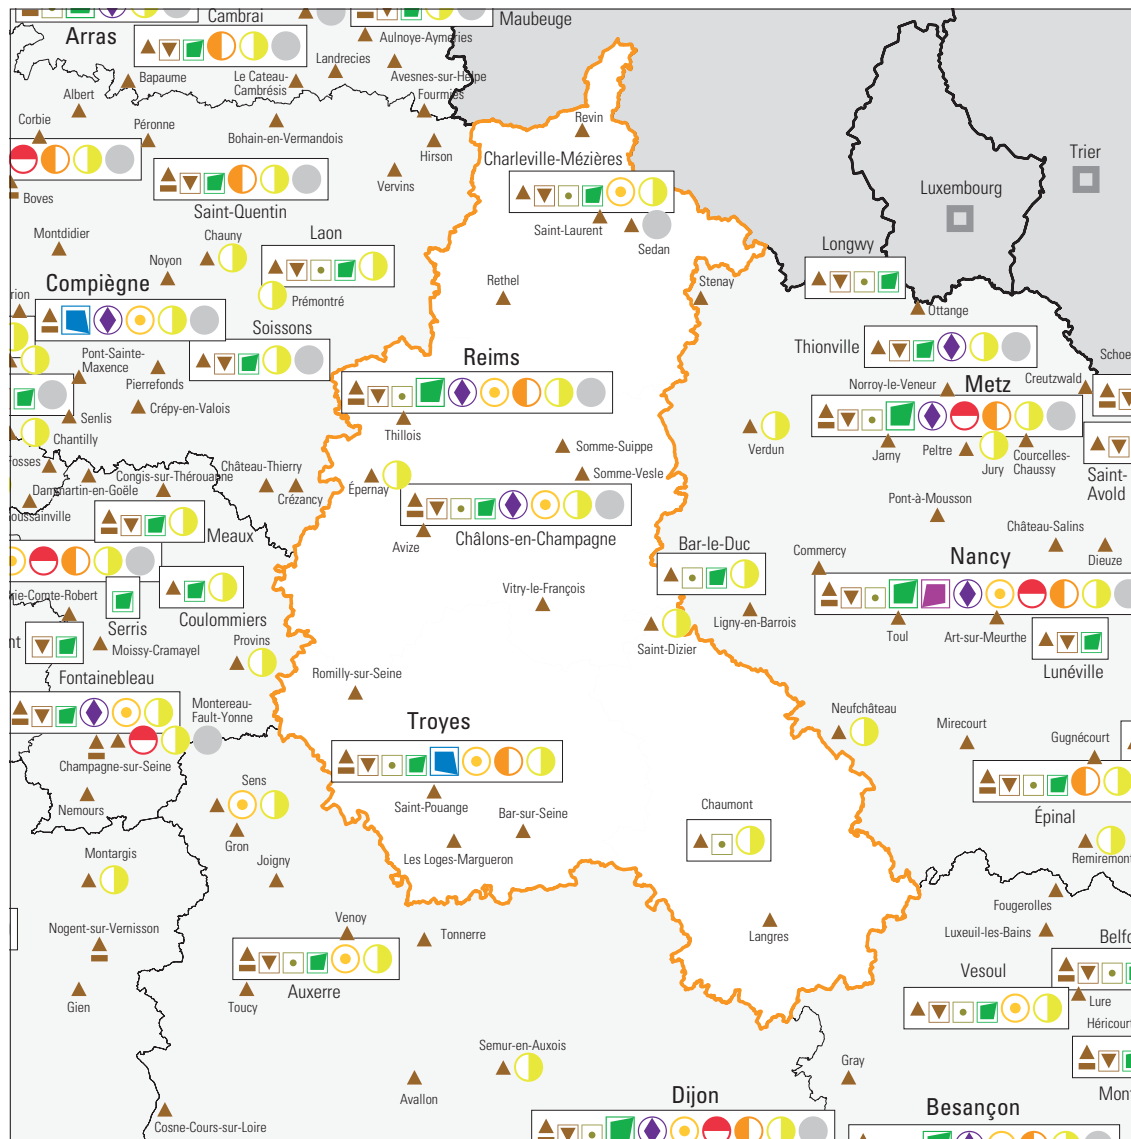 Cambrai
Maubeuge
Arras
Aulnoye-Aymeries
Landrecies
Bapaume
Le Cateau-
Cambrésis
Avesnes-sur-Helpe
Albert
Fourmies
Corbie
Péronne
Bohain-en-Vermandois
Revin
Hirson
Charleville-Mézières
Trier
Vervins
Luxembourg
Boves
Saint-Quentin
Saint-Laurent
Sedan
Montdidier
Chauny
Laon
Longwy
Noyon
Rethel
Stenay
Compiègne
Prémontré
Ottange
Soissons
Thionville
Pont-Sainte-
Maxence
Reims
Schoe
Pierrefonds
Norroy-le-Veneur
Metz
Creutzwald
Crépy-en-Valois
Senlis
Thillois
Chantilly
Somme-Suippe
Verdun
Jarny
Peltre
Jury
Courcelles-
Chaussy
Château-Thierry
Congis-sur-Thérouanne
Crézancy
Épernay
Somme-Vesle
Saint-
Avold
Dammartin-en-Goële
Pont-à-Mousson
Meaux
Avize
Châlons-en-Champagne
Bar-le-Duc
Château-Salins
Dieuze
Commercy
Nancy
Vitry-le-François
Serris
Coulommiers
Ligny-en-Barrois
Toul
Art-sur-Meurthe
Moissy-Cramayel
Provins
Saint-Dizier
Lunéville
Fontainebleau
Romilly-sur-Seine
Montereau-
Fault-Yonne
Troyes
Neufchâteau
Mirecourt
Gugnécourt
Champagne-sur-Seine
Sens
Nemours
Saint-Pouange
Bar-sur-Seine
Chaumont
Épinal
Gron
Les Loges-Margueron
Remiremont
Montargis
Joigny
Fougerolles
Nogent-sur-Vernisson
Venoy
Tonnerre
Langres
Luxeuil-les-Bains
Belfo
Vesoul
Auxerre
Gien
Toucy
Lure
Héricourt
Semur-en-Auxois
Gray
Avallon
Mont
Dijon
Besançon
Cosne-Cours-sur-Loire